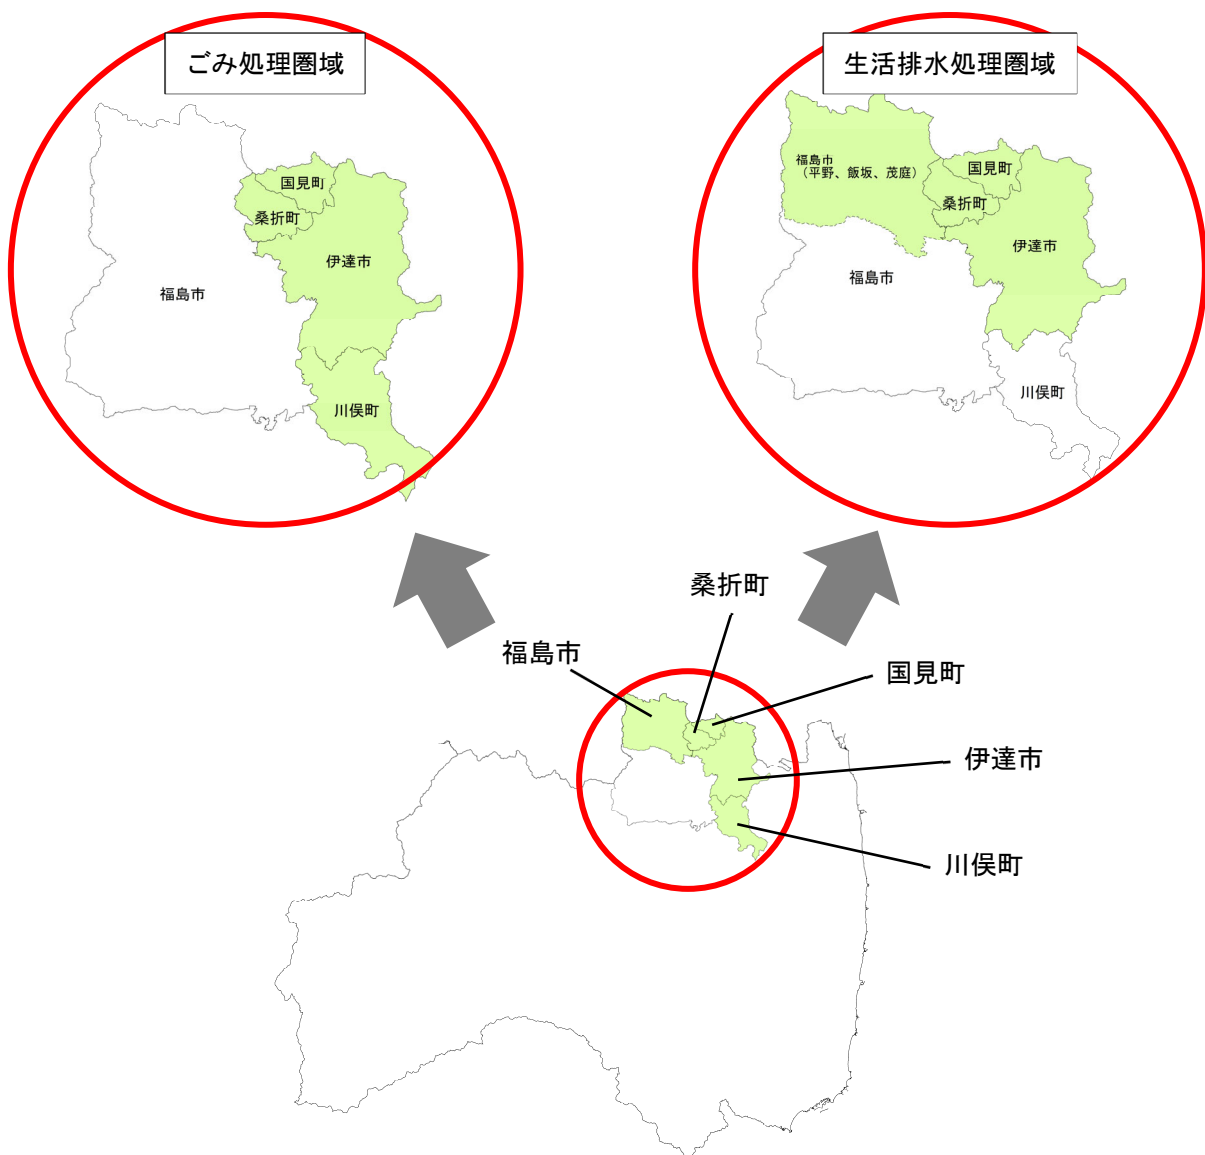 ごみ処理圏域
国見町
桑折町
伊達市
福島市
川俣町
生活排水処理圏域
福島市
（平野、飯坂、茂庭）
国見町
桑折町
伊達市
福島市
川俣町
桑折町
福島市
国見町
伊達市
川俣町